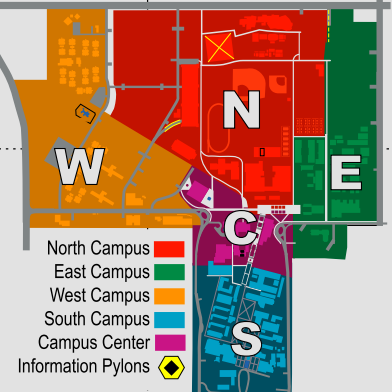 N
W
E
C
North Campus
East Campus
West Campus
South Campus
Campus Center
Information Pylons
S